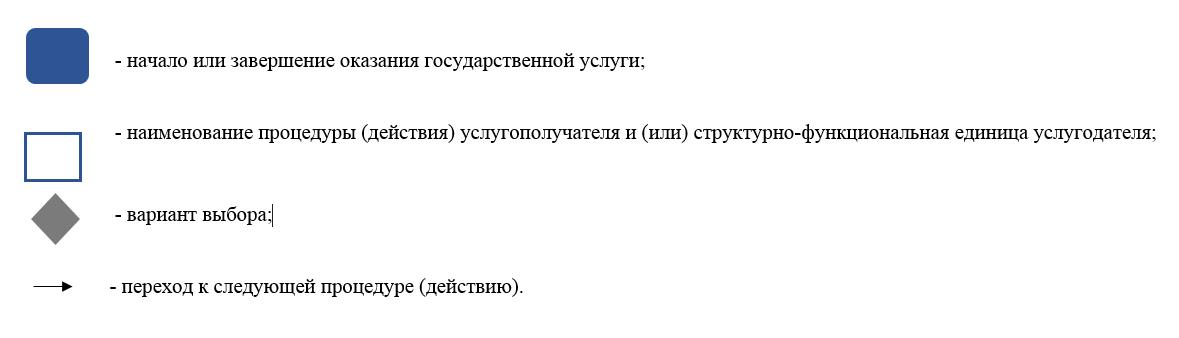 - начало или завершение оказания государственной услуги;
- наименование процедуры (действия) услугополучателя и (или) структурно-функциональная единица услугодателя;
- вариант выбора;
- переход к следующей процедуре (действию).